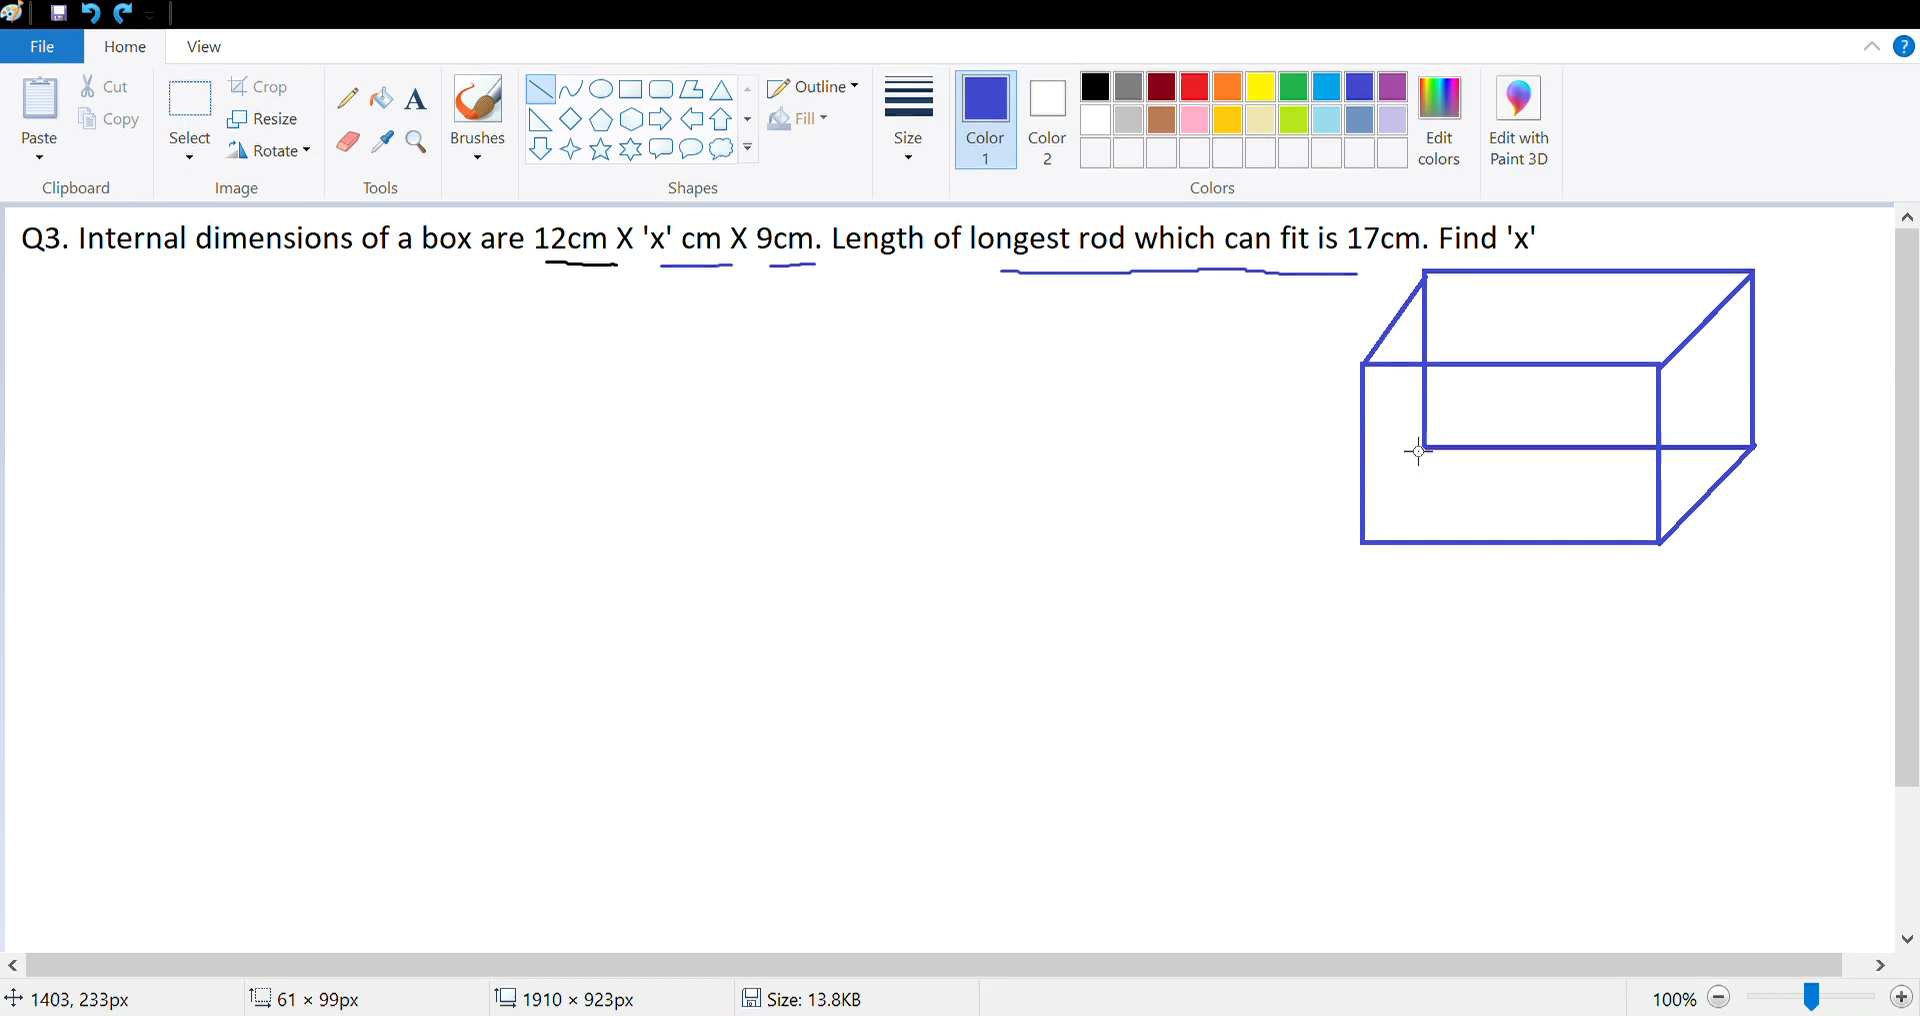 File Home View
Paste Cut Copy Clipboard
Select Crop Resize Rotate Image
Tools
Brushes
Outline Fill Shapes
Size
Color 1
Color 2
Edit colors
Colors
Edit with Paint 3D
Q3. Internal dimensions of a box are 12cm X 'x' cm X 9cm. Length of longest rod which can fit is 17cm. Find 'x'
1403, 233px 61 × 99px 1910 × 923px Size: 13.8KB 100%